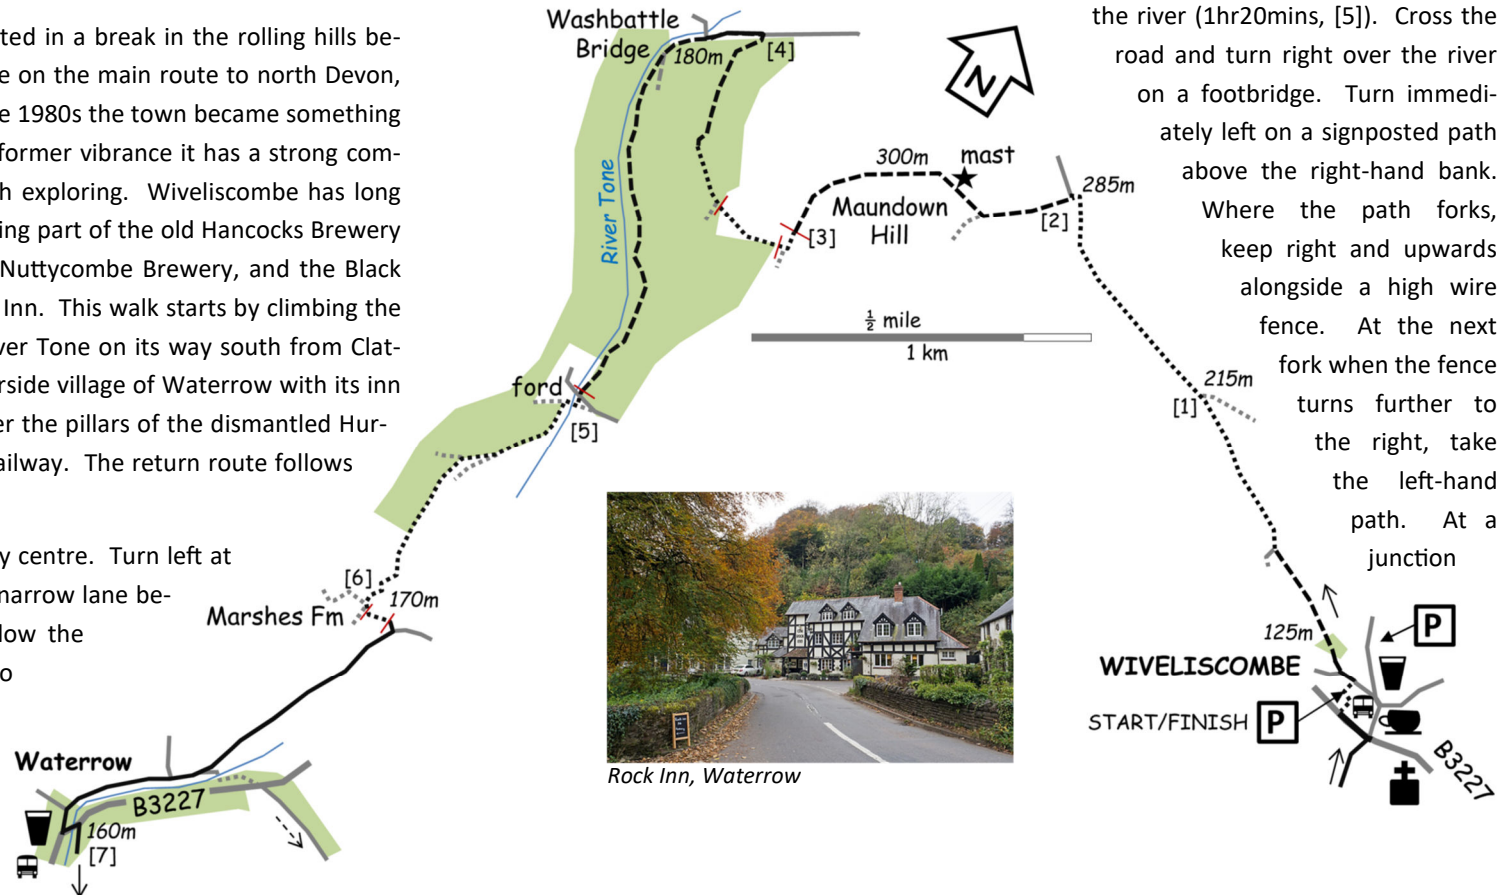 ted in a break in the rolling hills be-
e on the main route to north Devon,
e 1980s the town became something
former vibrance it has a strong com-
h exploring.  Wiveliscombe has long
ing part of the old Hancocks Brewery
Nuttycombe Brewery, and the Black
Inn.  This walk starts by climbing the
ver Tone on its way south from Clat-
rside village of Waterrow with its inn
er the pillars of the dismantled Hur-
ailway.  The return route follows
y centre.  Turn left at
narrow lane be-
low the
o
Washbattle
Bridge
180m
[4]
N
River Tone
300m
mast
Maundown
Hill
[3]
[2]
285m
½ mile
1 km
215m
[1]
ford
[5]
[6]
Marshes Fm
170m
Waterrow
B3227
160m
[7]
Rock Inn, Waterrow
125m
P
WIVELISCOMBE
START/FINISH P
B3227
the river (1hr20mins, [5]).  Cross the
road and turn right over the river
on a footbridge.  Turn immedi-
ately left on a signposted path
above the right-hand bank.
Where the path forks,
keep right and upwards
alongside a high wire
fence.  At the next
fork when the fence
turns further to
the right, take
the left-hand
path.  At a
junction